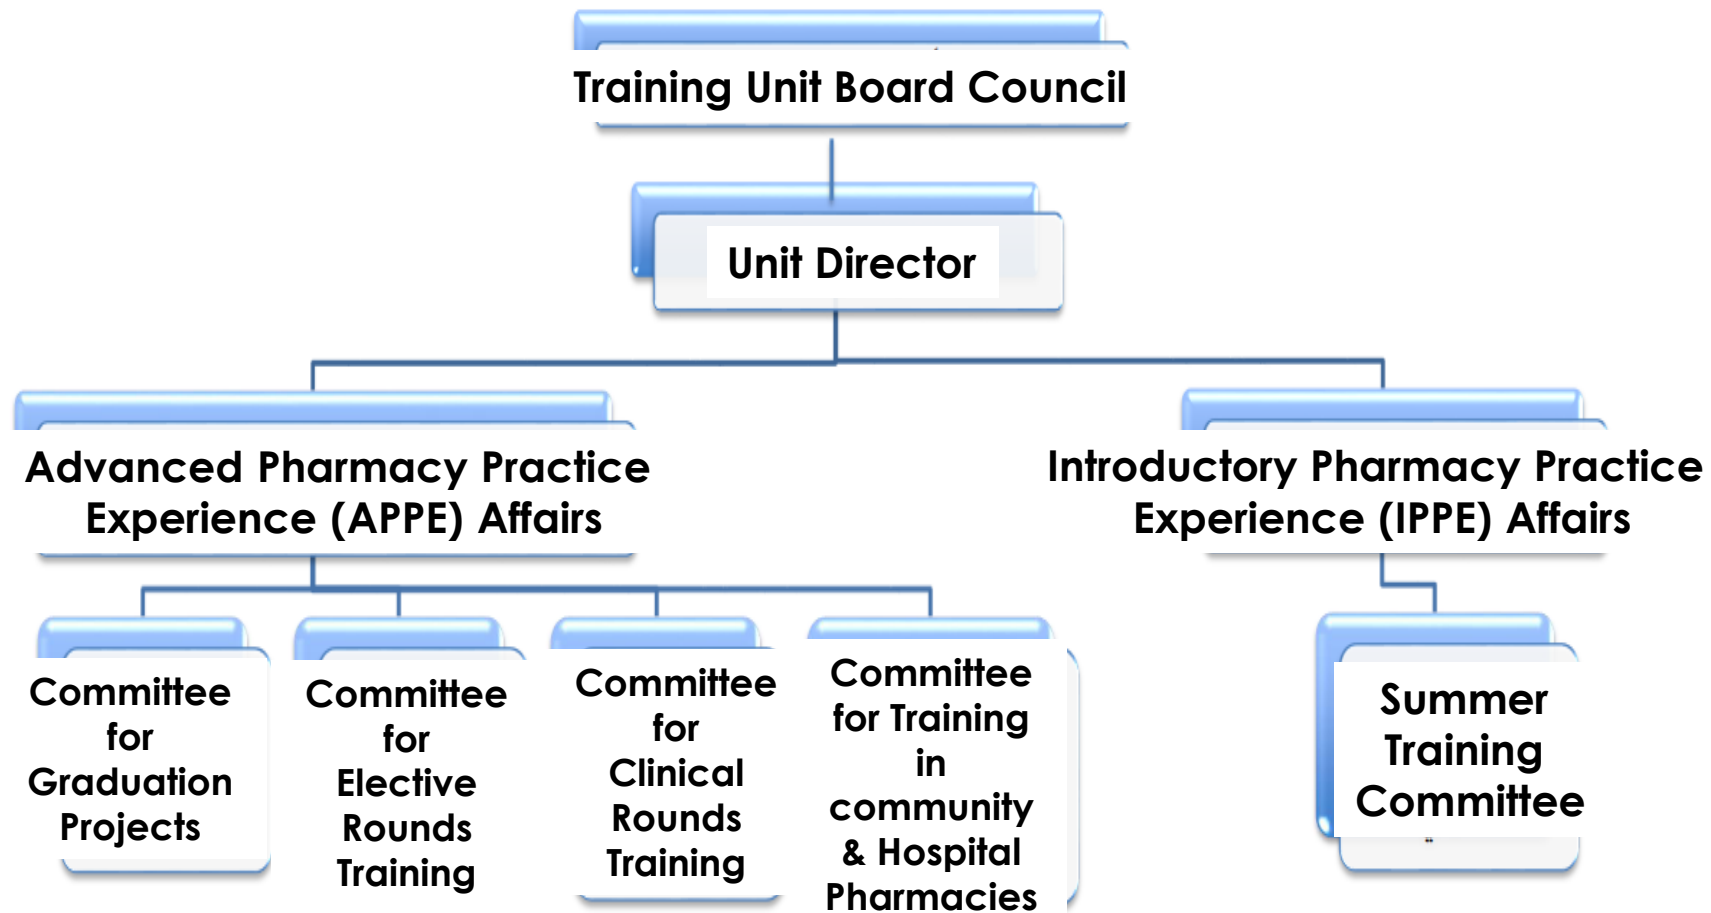 Training Unit Board Council
Unit Director
Advanced Pharmacy Practice
Experience (APPE) Affairs
Introductory Pharmacy Practice
Experience (IPPE) Affairs
Committee
for
Graduation
Projects
Committee
for
Elective
Rounds
Training
Committee
for
Clinical
Rounds
Training
Committee
for Training
in
community
& Hospital
Pharmacies
Summer
Training
Committee